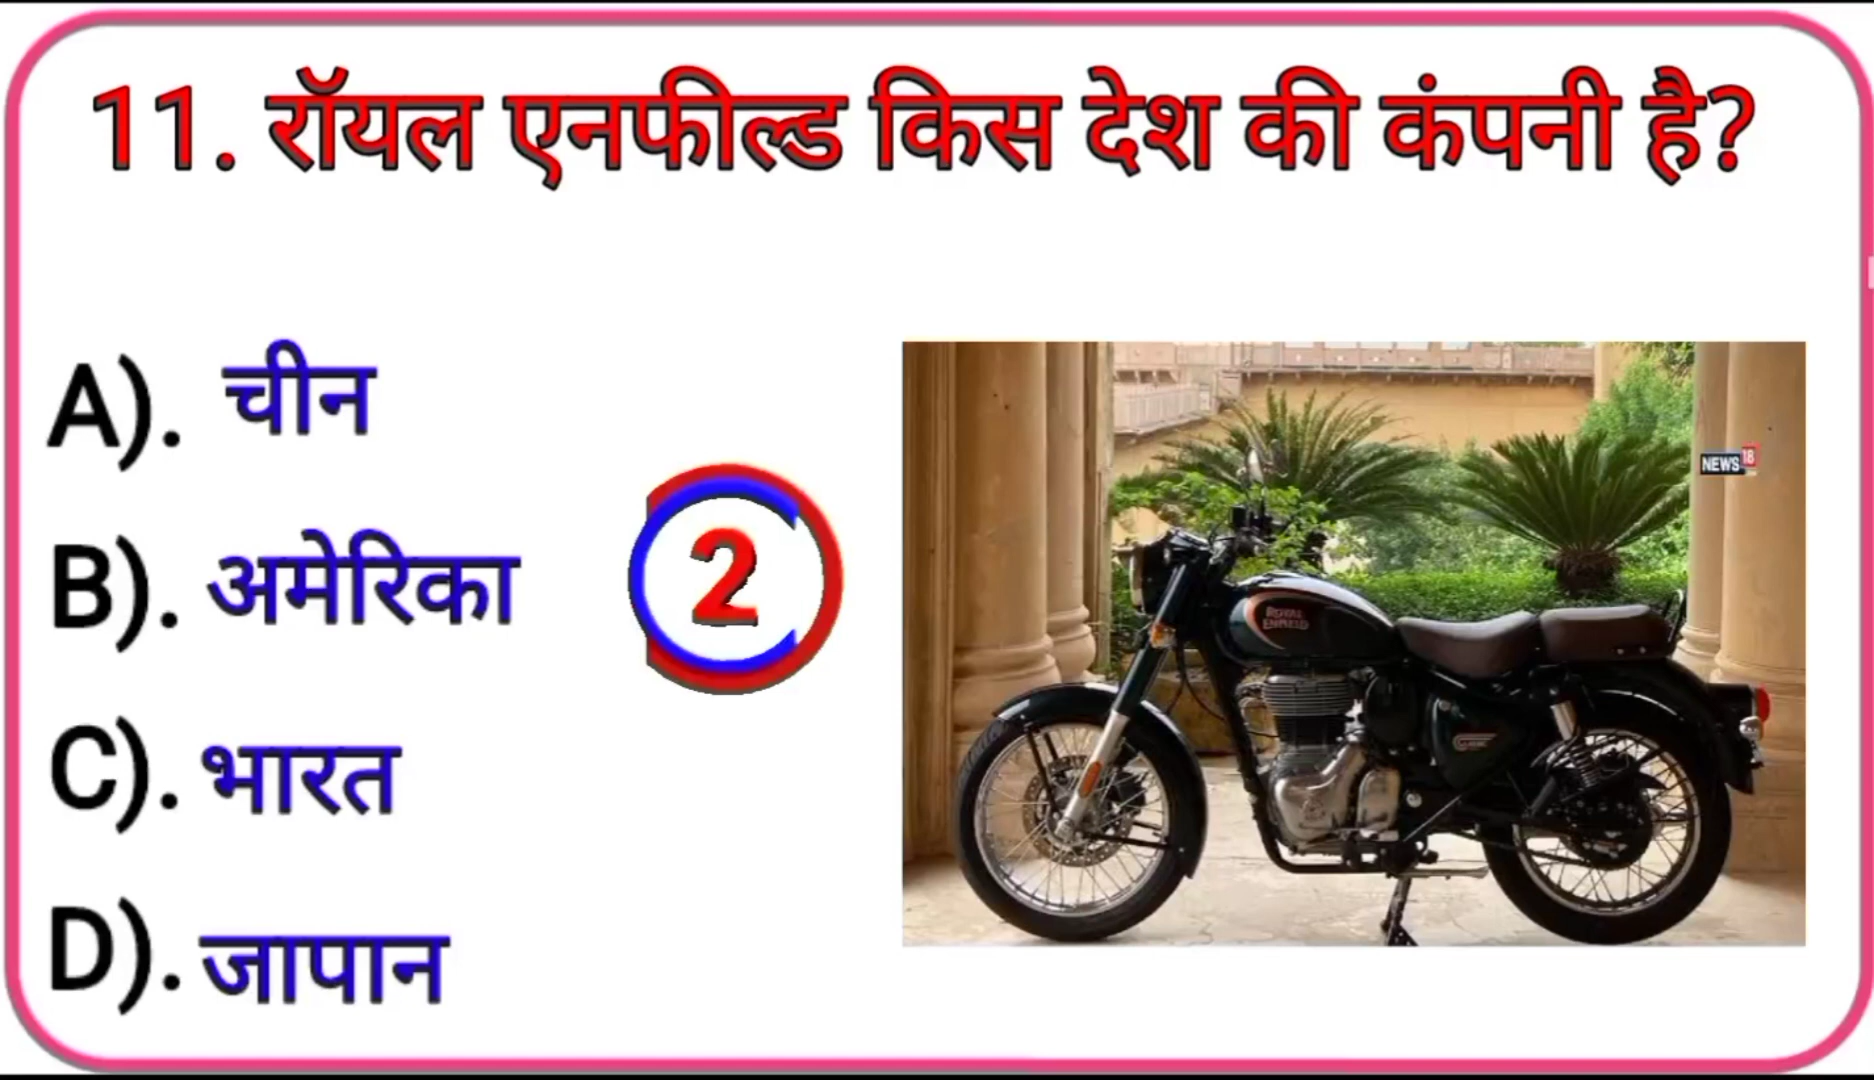 11. रॉयल एनफील्ड किस देश की कंपनी है?
A). चीन
B). अमेरिका
2
C). भारत
D). जापान
NEWS18
ROYAL
ENFIELD